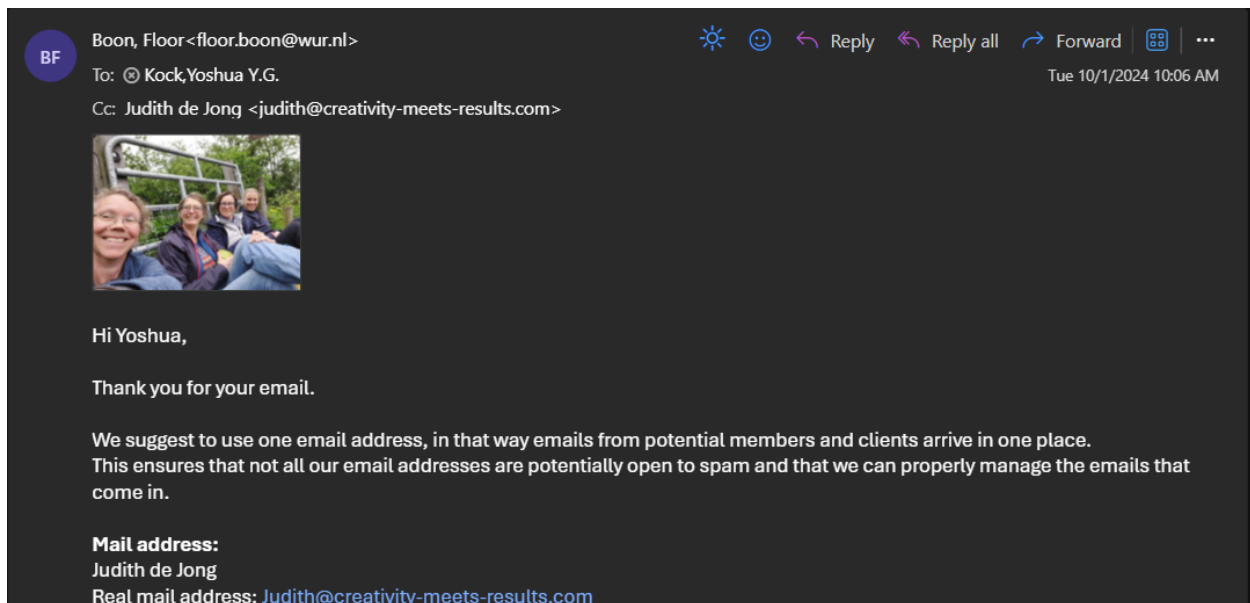 BF
Boon, Floor<floor.boon@wur.nl>
Reply
Reply all
Forward
To: Kock,Yoshua Y.G.
Tue 10/1/2024 10:06 AM
Cc: Judith de Jong <judith@creativity-meets-results.com>
Hi Yoshua,
Thank you for your email.
We suggest to use one email address, in that way emails from potential members and clients arrive in one place.
This ensures that not all our email addresses are potentially open to spam and that we can properly manage the emails that
come in.
Mail address:
Judith de Jong
Real mail address: Judith@creativity-meets-results.com